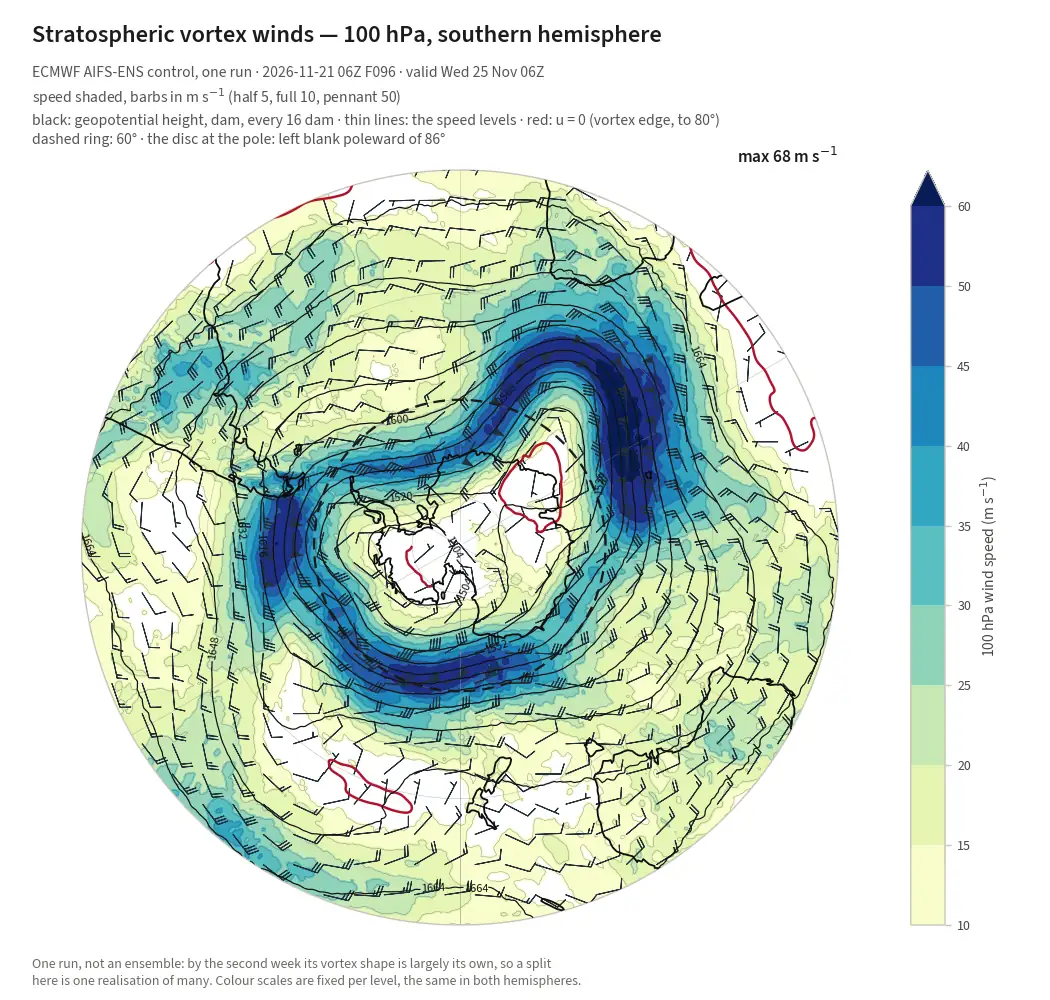 Stratospheric vortex winds — 100 hPa, southern hemisphere
ECMWF AIFS-ENS control, one run · 2026-11-21 06Z F096 · valid Wed 25 Nov 06Z
speed shaded, barbs in m s⁻¹ (half 5, full 10, pennant 50)
black: geopotential height, dam, every 16 dam · thin lines: the speed levels · red: u = 0 (vortex edge, to 80°)
dashed ring: 60° · the disc at the pole: left blank poleward of 86°
max 68 m s⁻¹
60
50
45
40
35
30
25
20
15
10
100 hPa wind speed (m s⁻¹)
1664
1600
1520
1504
1552
1648
1664
1664
1664
One run, not an ensemble: by the second week its vortex shape is largely its own, so a split
here is one realisation of many. Colour scales are fixed per level, the same in both hemispheres.